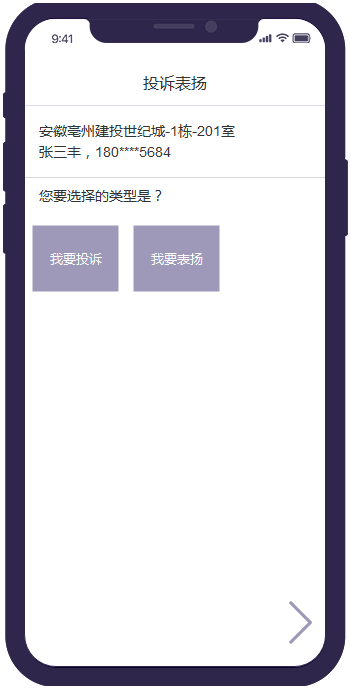 9:41
投诉表扬
安徽亳州建投世纪城-1栋-201室
张三丰，180****5684
您要选择的类型是？
我要投诉 我要表扬